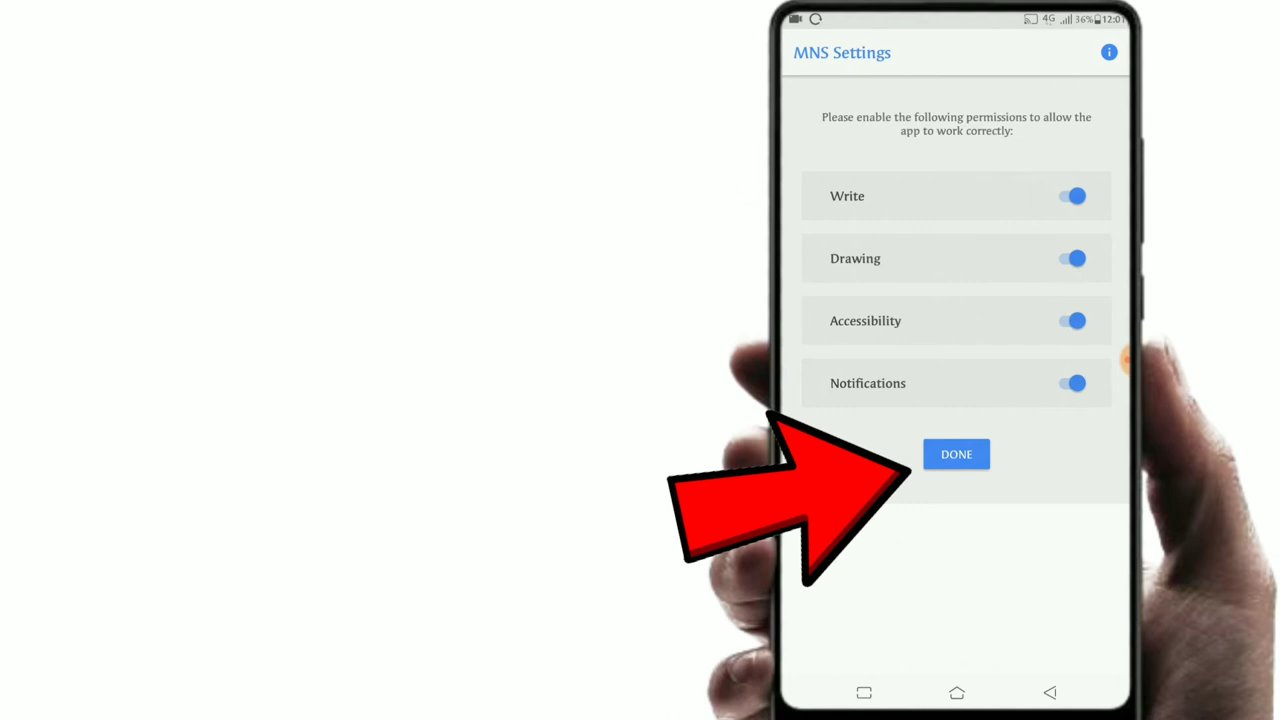 4G 36% 12:01
MNS Settings
Please enable the following permissions to allow the
app to work correctly:
Write
Drawing
Accessibility
Notifications
DONE